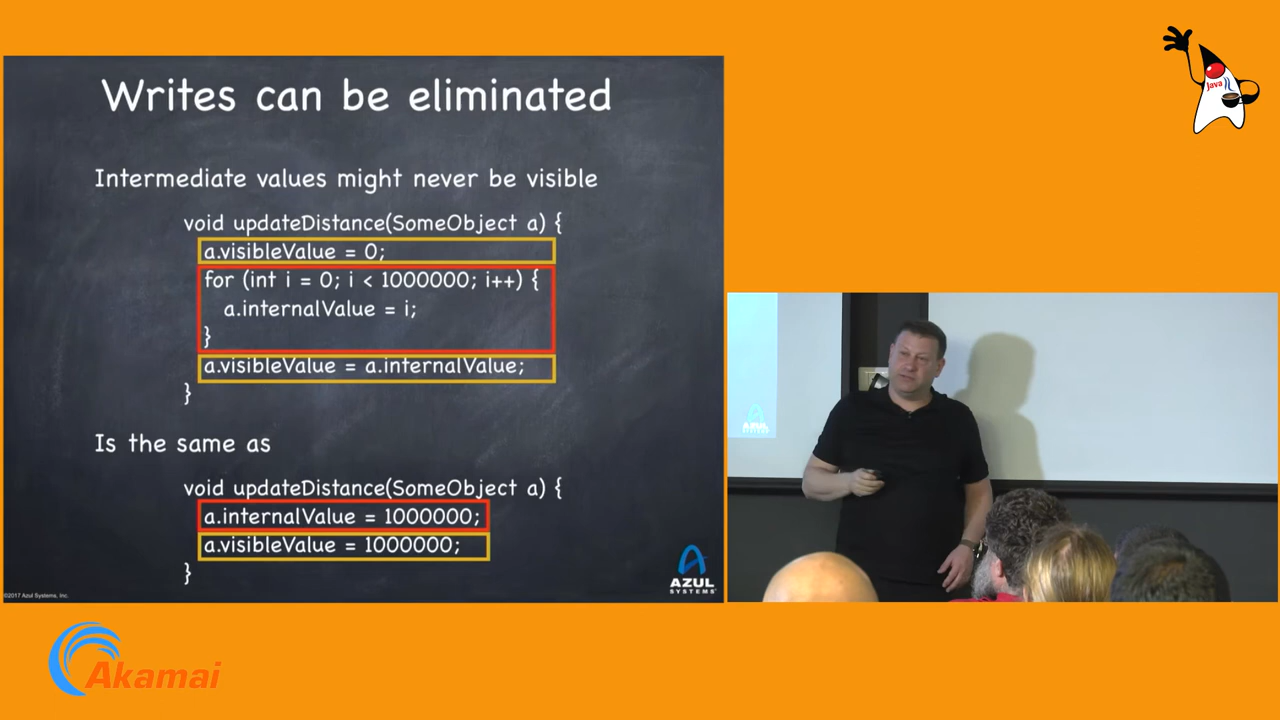 Writes can be eliminated
Intermediate values might never be visible
void updateDistance(SomeObject a) {
a.visibleValue = 0;
for (int i = 0; i < 1000000; i++) {
a.internalValue = i;
}
a.visibleValue = a.internalValue;
}
Is the same as
void updateDistance(SomeObject a) {
a.internalValue = 1000000;
a.visibleValue = 1000000;
}
©2017 Azul Systems, Inc.
AZUL
SYSTEMS
Java
AZUL
SYSTEMS
Akamai